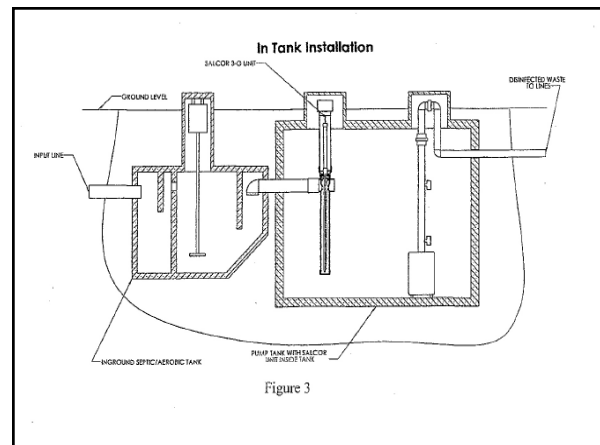 In Tank Installation
SALCOR 3-G UNIT
GROUND LEVEL
DISINFECTED WASTE
TO LINES
INPUT LINE
INGROUND SEPTIC/AEROBIC TANK
PUMP TANK WITH SALCOR
UNIT INSIDE TANK
Figure 3